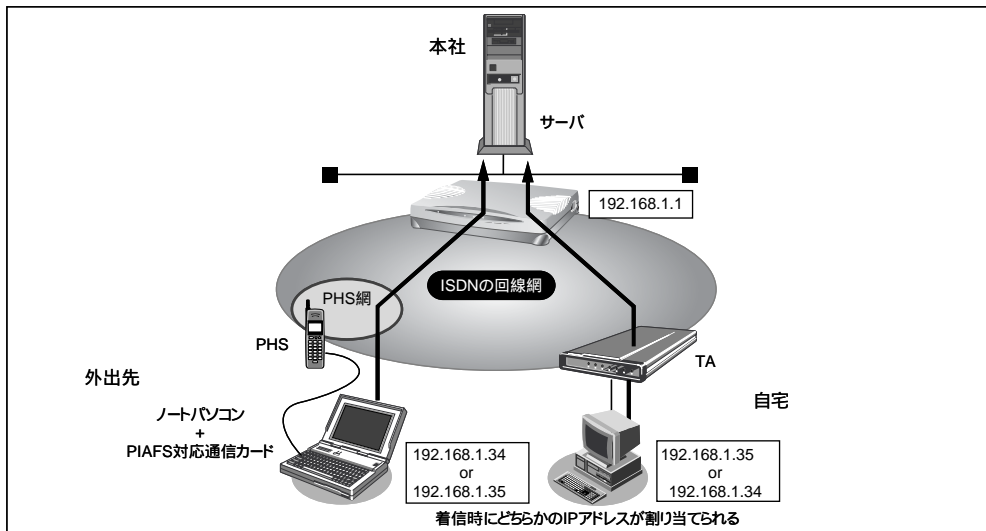 本社
サーバ
192.168.1.1
ISDNの回線網
PHS網
PHS
TA
外出先
自宅
ノートパソコン
+
PIAFS対応通信カード
192.168.1.34
or
192.168.1.35
192.168.1.35
or
192.168.1.34
着信時にどちらかのIPアドレスが割り当てられる